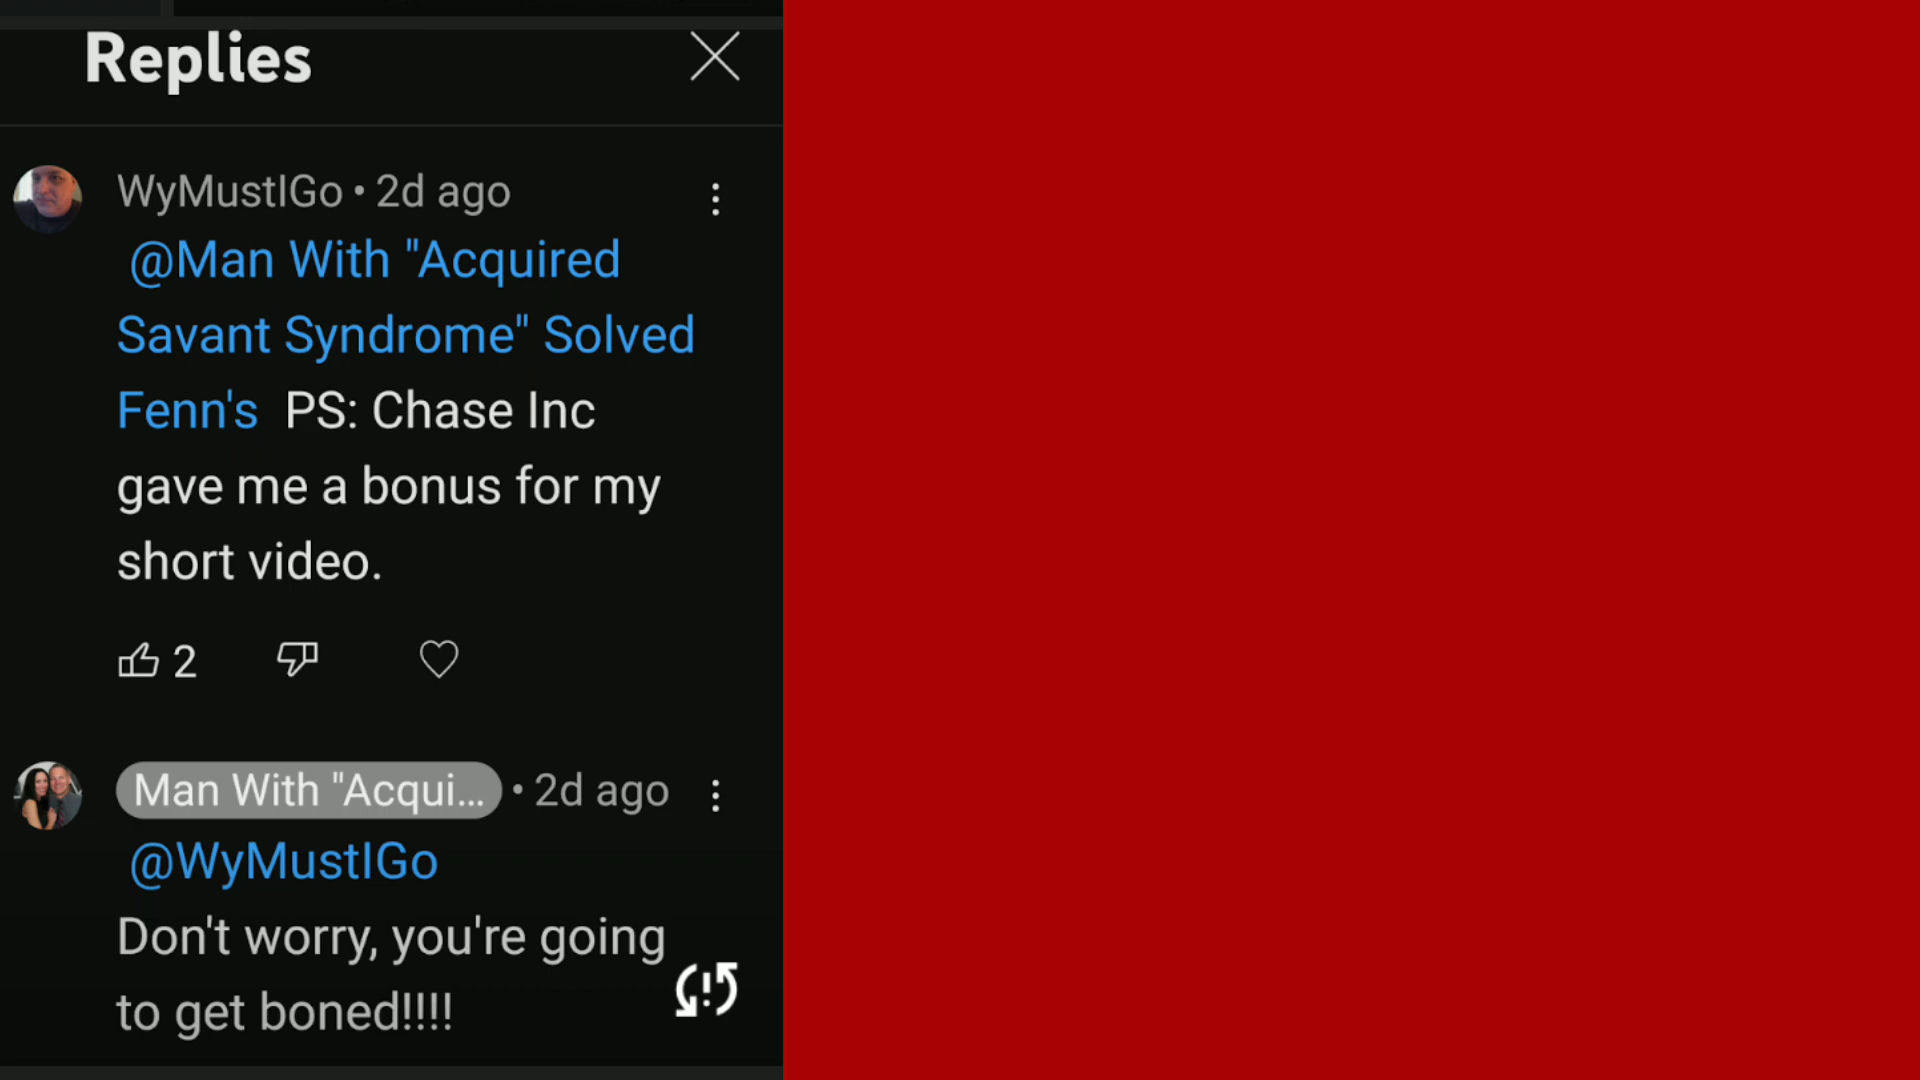 Replies
WyMustIGo • 2d ago
@Man With "Acquired
Savant Syndrome" Solved
Fenn's PS: Chase Inc
gave me a bonus for my
short video.
2
Man With "Acqui... • 2d ago
@WyMustIGo
Don't worry, you're going
to get boned!!!!